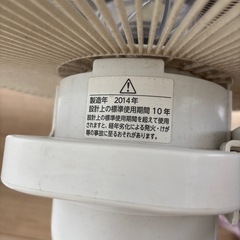 製造年 2014年
設計上の標準使用期間 10年
設計上の標準使用期間を超えて使用
されますと、経年劣化による発火・けが
等の事故に至るおそれがあります。